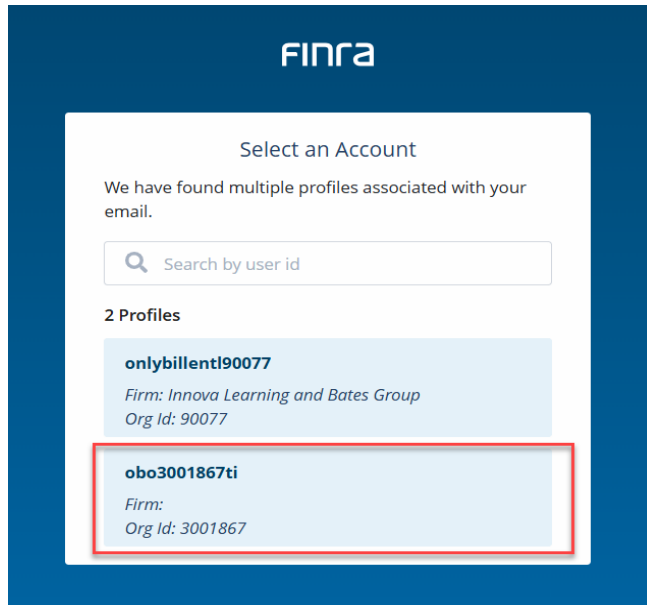 FINRA
Select an Account
We have found multiple profiles associated with your
email.
Search by user id
2 Profiles
onlybillentl90077
Firm: Innova Learning and Bates Group
Org Id: 90077
obo3001867ti
Firm:
Org Id: 3001867